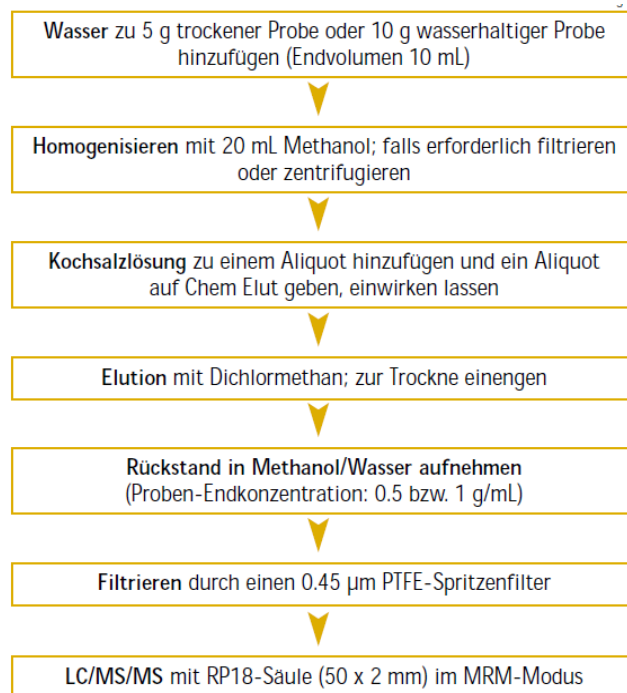 Wasser zu 5 g trockener Probe oder 10 g wasserhaltiger Probe
hinzufügen (Endvolumen 10 mL)
Homogenisieren mit 20 mL Methanol; falls erforderlich filtrieren
oder zentrifugieren
Kochsalzlösung zu einem Aliquot hinzufügen und ein Aliquot
auf Chem Elut geben, einwirken lassen
Elution mit Dichlormethan; zur Trockne einengen
Rückstand in Methanol/Wasser aufnehmen
(Proben-Endkonzentration: 0.5 bzw. 1 g/mL)
Filtrieren durch einen 0.45 µm PTFE-Spritzenfilter
LC/MS/MS mit RP18-Säule (50 x 2 mm) im MRM-Modus